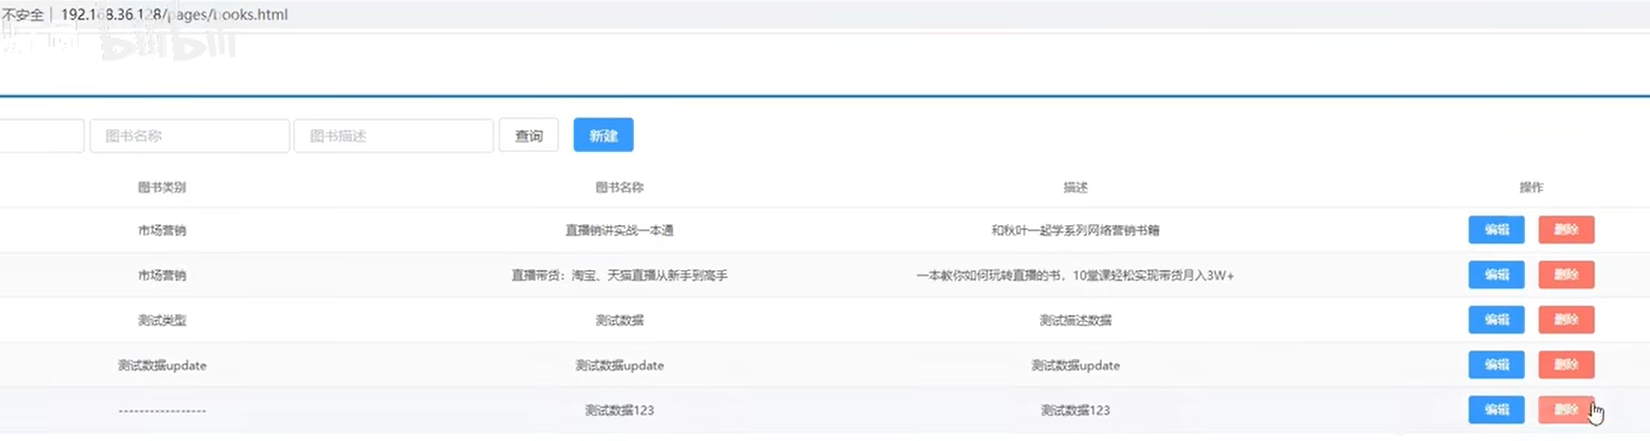 不安全 | 192.168.36.128/pages/books.html
bilibili
图书名称 图书描述 查询 新建
图书类别 图书名称 描述 操作
市场营销 直播销讲实战一本通 和秋叶一起学系列网络营销书籍 编辑 删除
市场营销 直播带货：淘宝、天猫直播从新手到高手 一本教你如何玩转直播的书，10堂课轻松实现带货月入3W+ 编辑 删除
测试类型 测试数据 测试描述数据 编辑 删除
测试数据update 测试数据update 测试数据update 编辑 删除
----------------- 测试数据123 测试数据123 编辑 删除